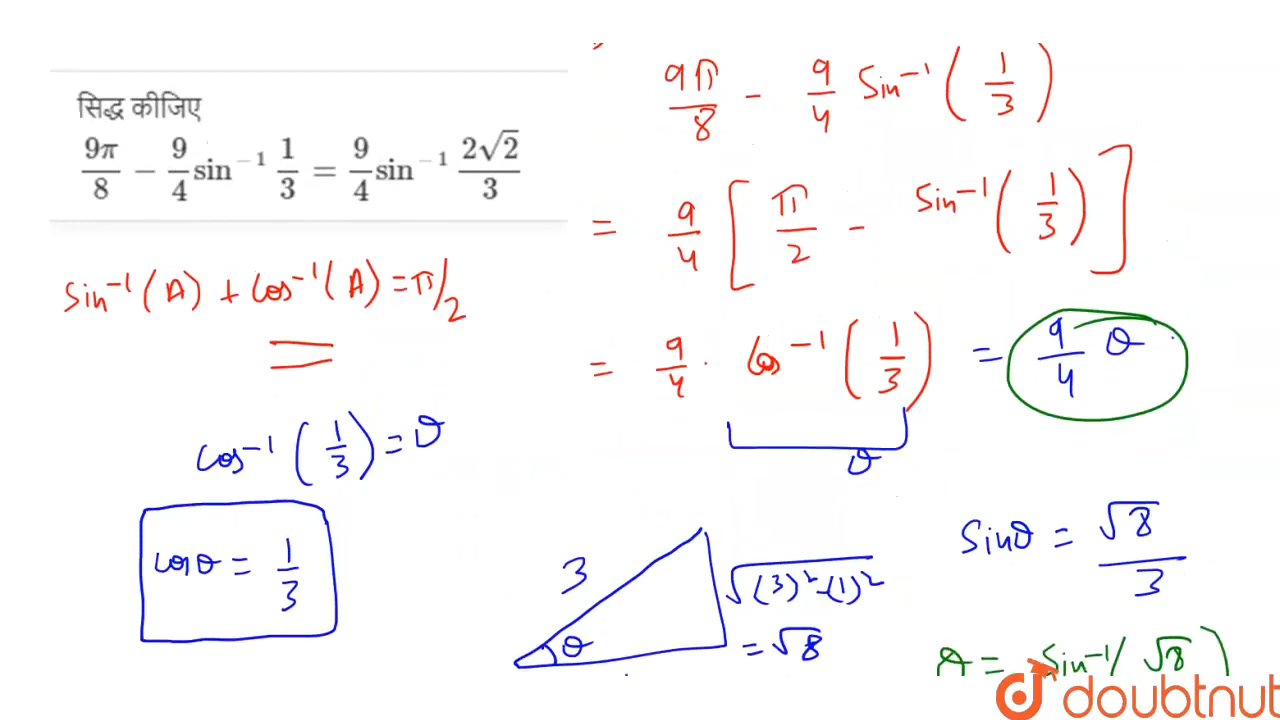 सिद्ध कीजिए
9π/8 − 9/4 sin⁻¹ 1/3 = 9/4 sin⁻¹ 2√2/3
sin⁻¹(A) + cos⁻¹(A) = π/2
cos⁻¹(1/3) = θ
cosθ = 1/3
9π/8 − 9/4 sin⁻¹(1/3)
= 9/4 [π/2 − sin⁻¹(1/3)]
= 9/4 · cos⁻¹(1/3) = 9/4 θ
θ
3
θ
√(3)² − (1)²
= √8
sinθ = √8/3
θ = sin⁻¹(√8)
doubtnut